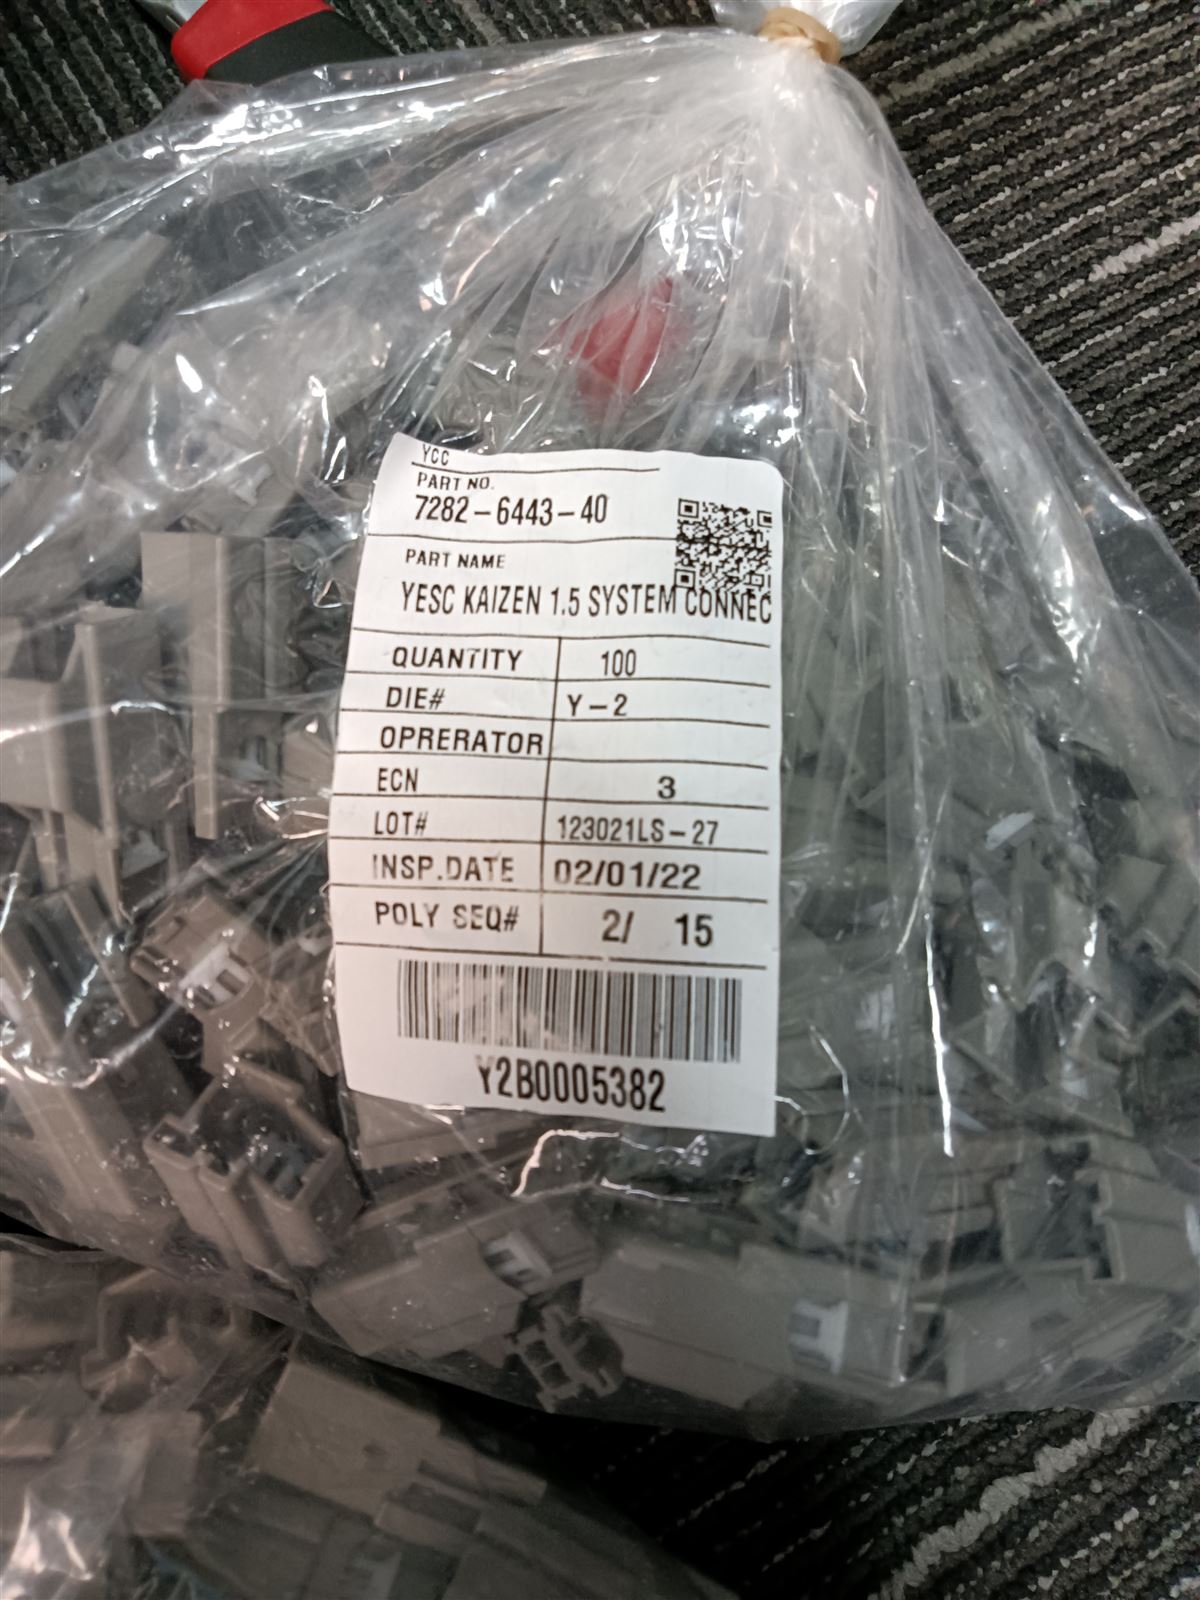 YCC
PART NO.
7282-6443-40
PART NAME
YESC KAIZEN 1.5 SYSTEM CONNEC
QUANTITY 100
DIE# Y-2
OPRERATOR
ECN 3
LOT# 123021LS-27
INSP.DATE 02/01/22
POLY SEQ# 2/ 15
Y2B0005382